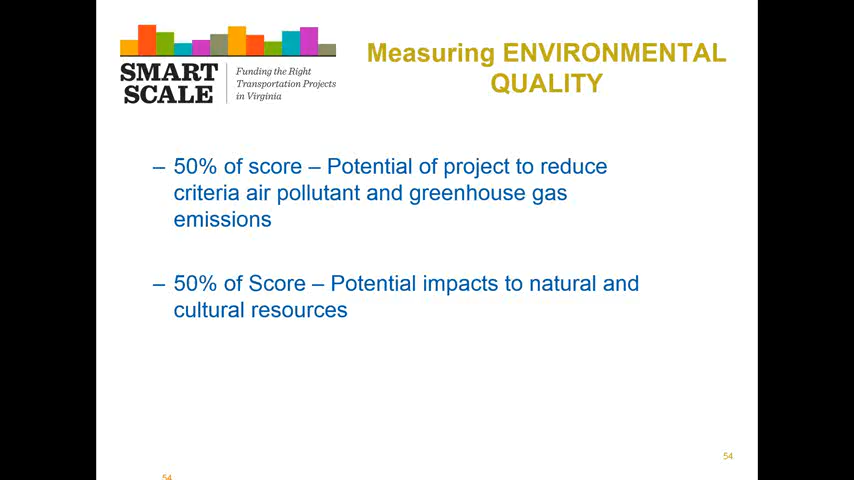 SMART
SCALE
Funding the Right
Transportation Projects
in Virginia
Measuring ENVIRONMENTAL
QUALITY
– 50% of score – Potential of project to reduce
criteria air pollutant and greenhouse gas
emissions
– 50% of Score – Potential impacts to natural and
cultural resources
54
54